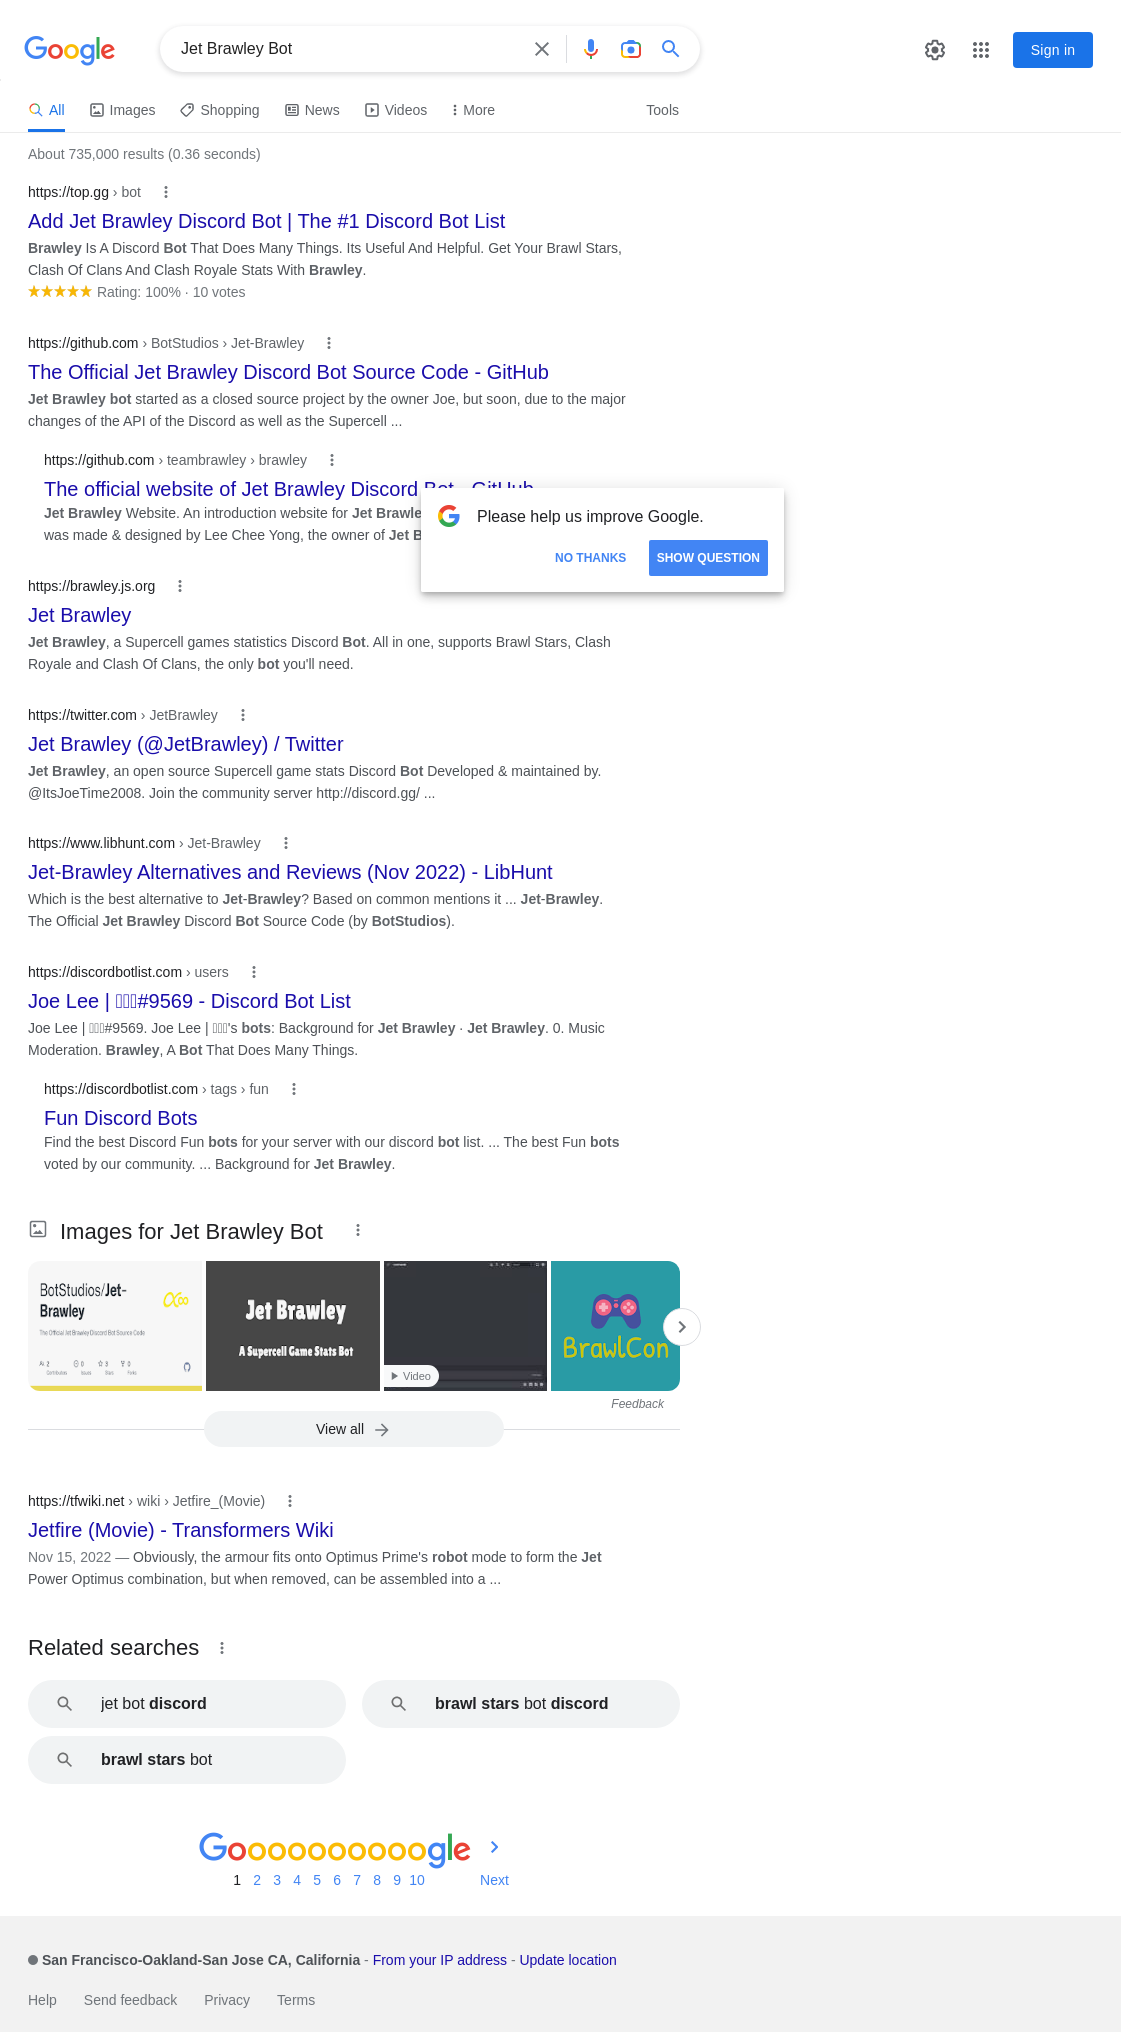 Google
Jet Brawley Bot
Sign in
All
Images
Shopping
News
Videos
More
Tools
About 735,000 results (0.36 seconds)
https://top.gg › bot
Add Jet Brawley Discord Bot | The #1 Discord Bot List
Brawley Is A Discord Bot That Does Many Things. Its Useful And Helpful. Get Your Brawl Stars,
Clash Of Clans And Clash Royale Stats With Brawley.
Rating: 100% · 10 votes
https://github.com › BotStudios › Jet-Brawley
The Official Jet Brawley Discord Bot Source Code - GitHub
Jet Brawley bot started as a closed source project by the owner Joe, but soon, due to the major
changes of the API of the Discord as well as the Supercell ...
https://github.com › teambrawley › brawley
The official website of Jet Brawley Discord Bot - GitHub
Jet Brawley Website. An introduction website for Jet Brawle
was made & designed by Lee Chee Yong, the owner of Jet B
Please help us improve Google.
NO THANKS
SHOW QUESTION
https://brawley.js.org
Jet Brawley
Jet Brawley, a Supercell games statistics Discord Bot. All in one, supports Brawl Stars, Clash
Royale and Clash Of Clans, the only bot you'll need.
https://twitter.com › JetBrawley
Jet Brawley (@JetBrawley) / Twitter
Jet Brawley, an open source Supercell game stats Discord Bot Developed & maintained by.
@ItsJoeTime2008. Join the community server http://discord.gg/ ...
https://www.libhunt.com › Jet-Brawley
Jet-Brawley Alternatives and Reviews (Nov 2022) - LibHunt
Which is the best alternative to Jet-Brawley? Based on common mentions it ... Jet-Brawley.
The Official Jet Brawley Discord Bot Source Code (by BotStudios).
https://discordbotlist.com › users
Joe Lee | #9569 - Discord Bot List
Joe Lee | #9569. Joe Lee | 's bots: Background for Jet Brawley · Jet Brawley. 0. Music
Moderation. Brawley, A Bot That Does Many Things.
https://discordbotlist.com › tags › fun
Fun Discord Bots
Find the best Discord Fun bots for your server with our discord bot list. ... The best Fun bots
voted by our community. ... Background for Jet Brawley.
Images for Jet Brawley Bot
BotStudios/Jet-
Brawley
The Official Jet Brawley Discord Bot Source Code
Jet Brawley
A Supercell Game Stats Bot
Video
BrawlCon
Feedback
View all
https://tfwiki.net › wiki › Jetfire_(Movie)
Jetfire (Movie) - Transformers Wiki
Nov 15, 2022 — Obviously, the armour fits onto Optimus Prime's robot mode to form the Jet
Power Optimus combination, but when removed, can be assembled into a ...
Related searches
jet bot discord
brawl stars bot discord
brawl stars bot
Goooooooooogle
1 2 3 4 5 6 7 8 9 10 Next
San Francisco-Oakland-San Jose CA, California - From your IP address - Update location
Help
Send feedback
Privacy
Terms